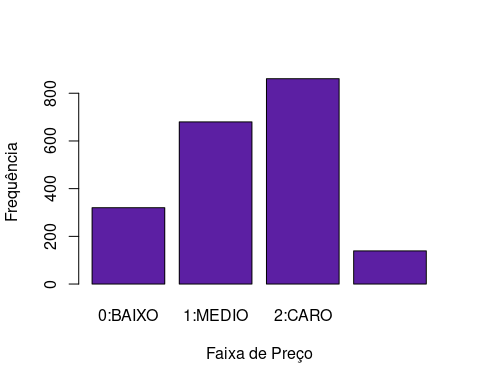 Frequência
800
600
400
200
0
0:BAIXO 1:MEDIO 2:CARO
Faixa de Preço